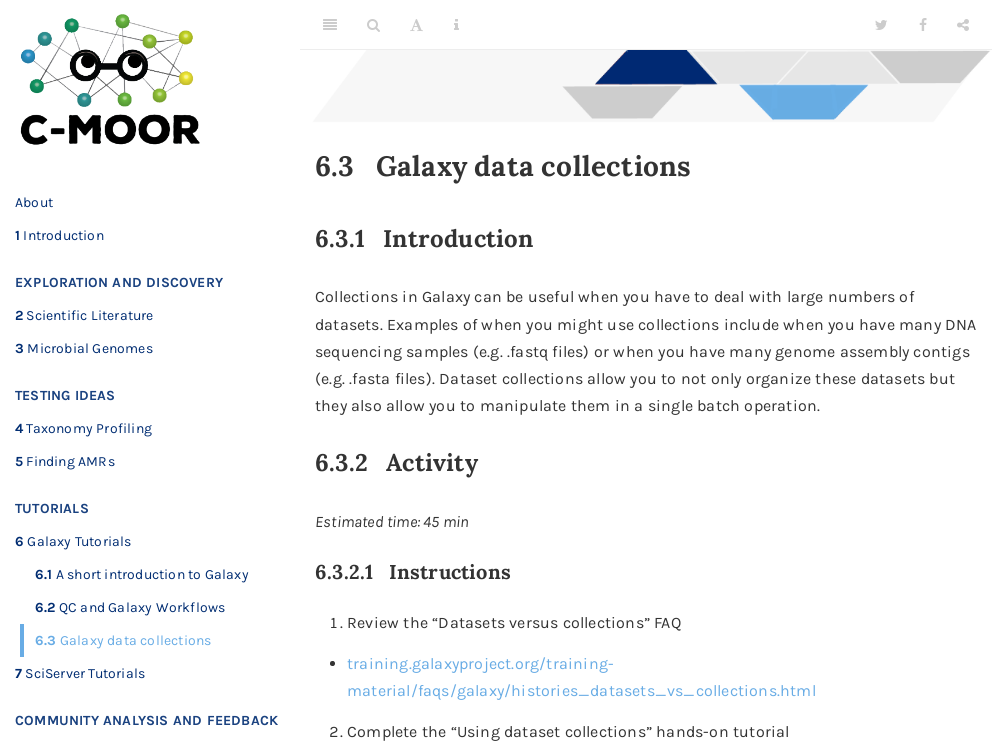 C-MOOR
About
1 Introduction
EXPLORATION AND DISCOVERY
2 Scientific Literature
3 Microbial Genomes
TESTING IDEAS
4 Taxonomy Profiling
5 Finding AMRs
TUTORIALS
6 Galaxy Tutorials
6.1 A short introduction to Galaxy
6.2 QC and Galaxy Workflows
6.3 Galaxy data collections
7 SciServer Tutorials
COMMUNITY ANALYSIS AND FEEDBACK
6.3 Galaxy data collections
6.3.1 Introduction
Collections in Galaxy can be useful when you have to deal with large numbers of
datasets. Examples of when you might use collections include when you have many DNA
sequencing samples (e.g. .fastq files) or when you have many genome assembly contigs
(e.g. .fasta files). Dataset collections allow you to not only organize these datasets but
they also allow you to manipulate them in a single batch operation.
6.3.2 Activity
Estimated time: 45 min
6.3.2.1 Instructions
1. Review the “Datasets versus collections” FAQ
• training.galaxyproject.org/training-
material/faqs/galaxy/histories_datasets_vs_collections.html
2. Complete the “Using dataset collections” hands-on tutorial